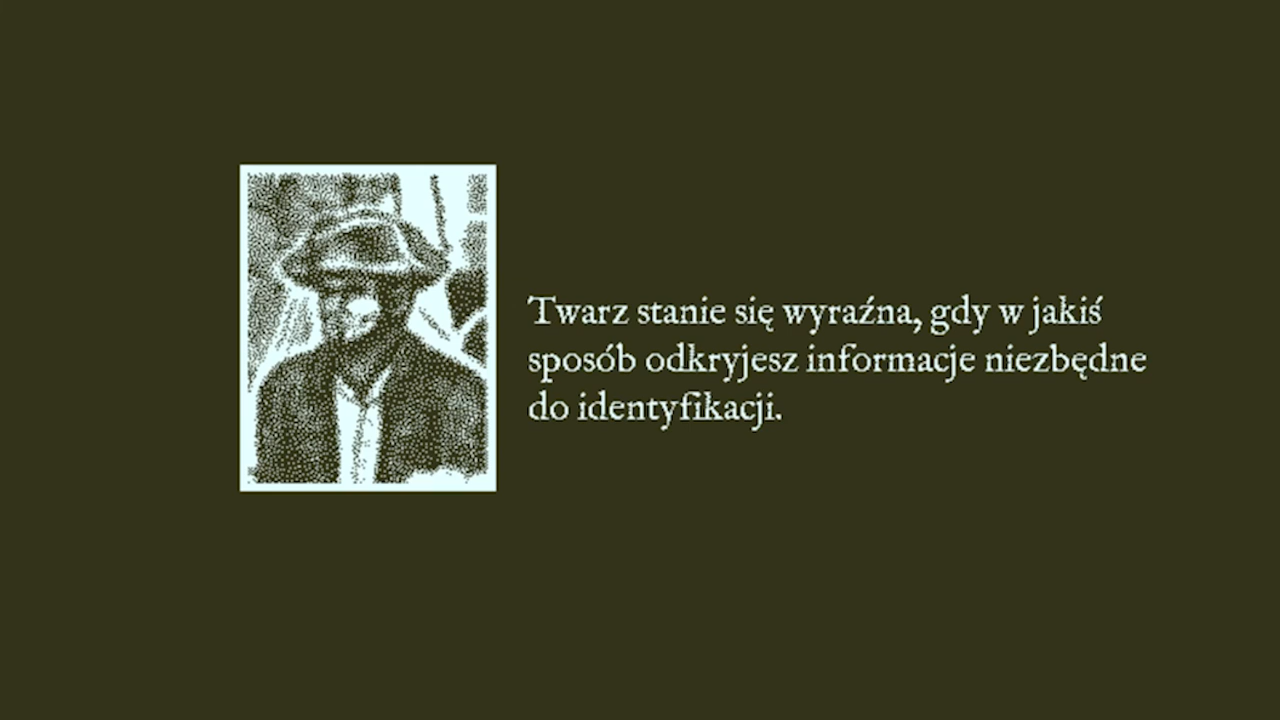 Twarz stanie się wyraźna, gdy w jakiś
sposób odkryjesz informacje niezbędne
do identyfikacji.